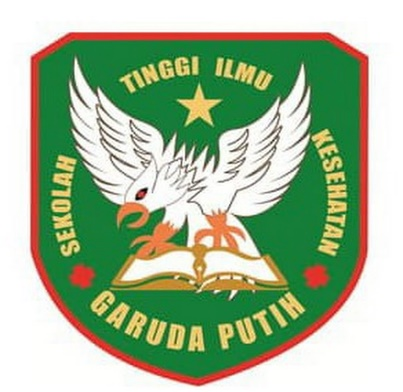 SEKOLAH
TINGGI ILMU
KESEHATAN
GARUDA PUTIH